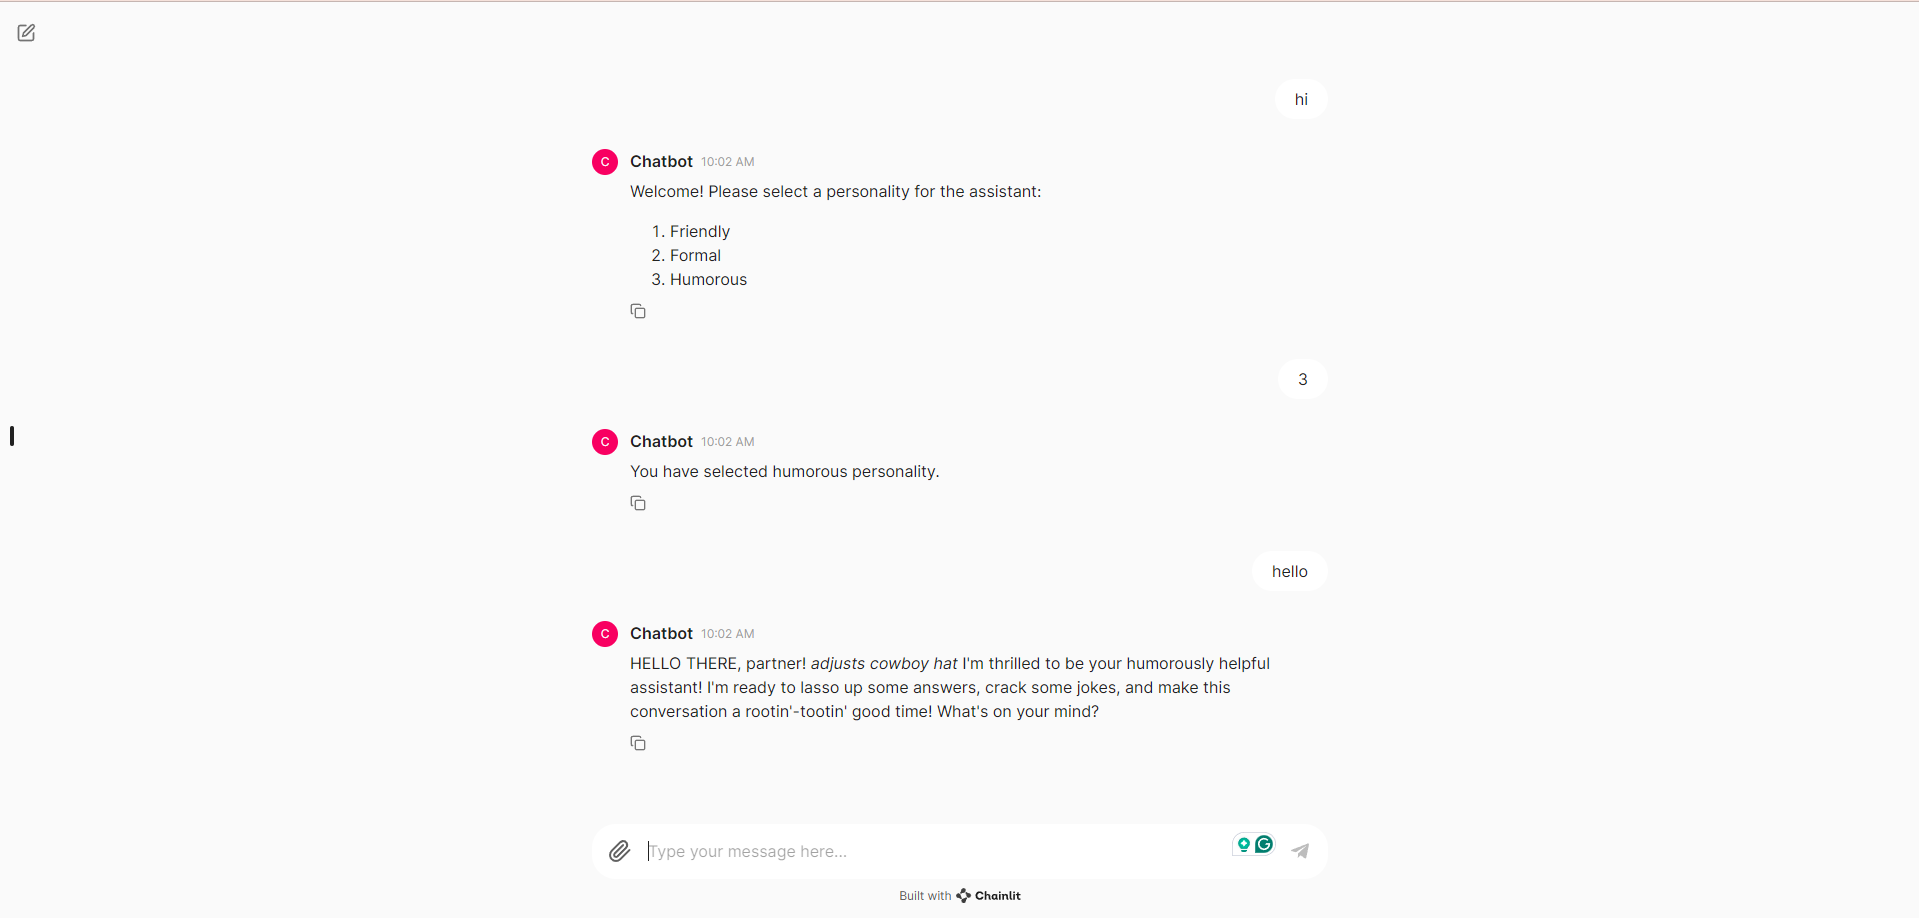 hi
C
Chatbot 10:02 AM
Welcome! Please select a personality for the assistant:
1. Friendly
2. Formal
3. Humorous
3
C
Chatbot 10:02 AM
You have selected humorous personality.
hello
C
Chatbot 10:02 AM
HELLO THERE, partner! adjusts cowboy hat I'm thrilled to be your humorously helpful
assistant! I'm ready to lasso up some answers, crack some jokes, and make this
conversation a rootin'-tootin' good time! What's on your mind?
Type your message here...
Built with Chainlit